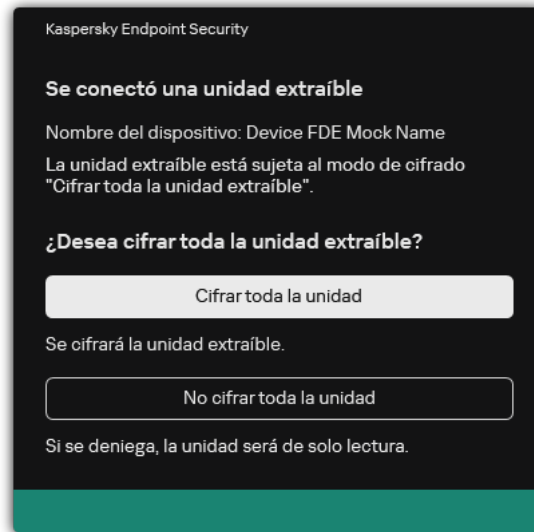 Kaspersky Endpoint Security
Se conectó una unidad extraíble
Nombre del dispositivo: Device FDE Mock Name
La unidad extraíble está sujeta al modo de cifrado
"Cifrar toda la unidad extraíble".
¿Desea cifrar toda la unidad extraíble?
Cifrar toda la unidad
Se cifrará la unidad extraíble.
No cifrar toda la unidad
Si se deniega, la unidad será de solo lectura.